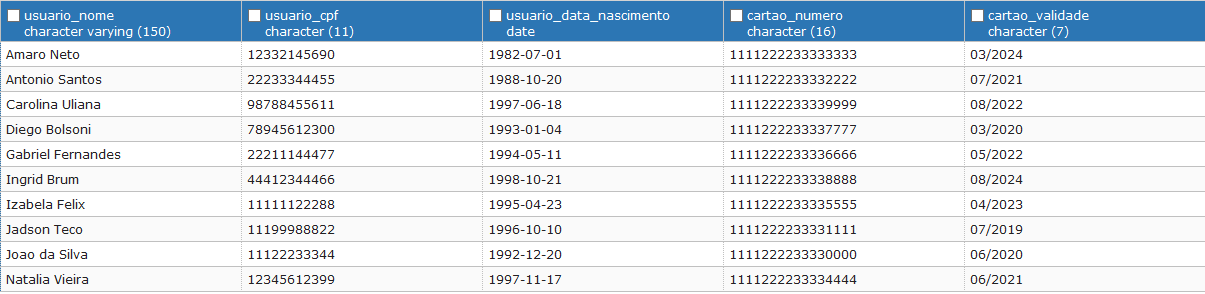 usuario_nome usuario_cpf usuario_data_nascimento cartao_numero cartao_validade
character varying (150) character (11) date character (16) character (7)
Amaro Neto 12332145690 1982-07-01 1111222233333333 03/2024
Antonio Santos 22233344455 1988-10-20 1111222233332222 07/2021
Carolina Uliana 98788455611 1997-06-18 1111222233339999 08/2022
Diego Bolsoni 78945612300 1993-01-04 1111222233337777 03/2020
Gabriel Fernandes 22211144477 1994-05-11 1111222233336666 05/2022
Ingrid Brum 44412344466 1998-10-21 1111222233338888 08/2024
Izabela Felix 11111122288 1995-04-23 1111222233335555 04/2023
Jadson Teco 11199988822 1996-10-10 1111222233331111 07/2019
Joao da Silva 11122233344 1992-12-20 1111222233330000 06/2020
Natalia Vieira 12345612399 1997-11-17 1111222233334444 06/2021